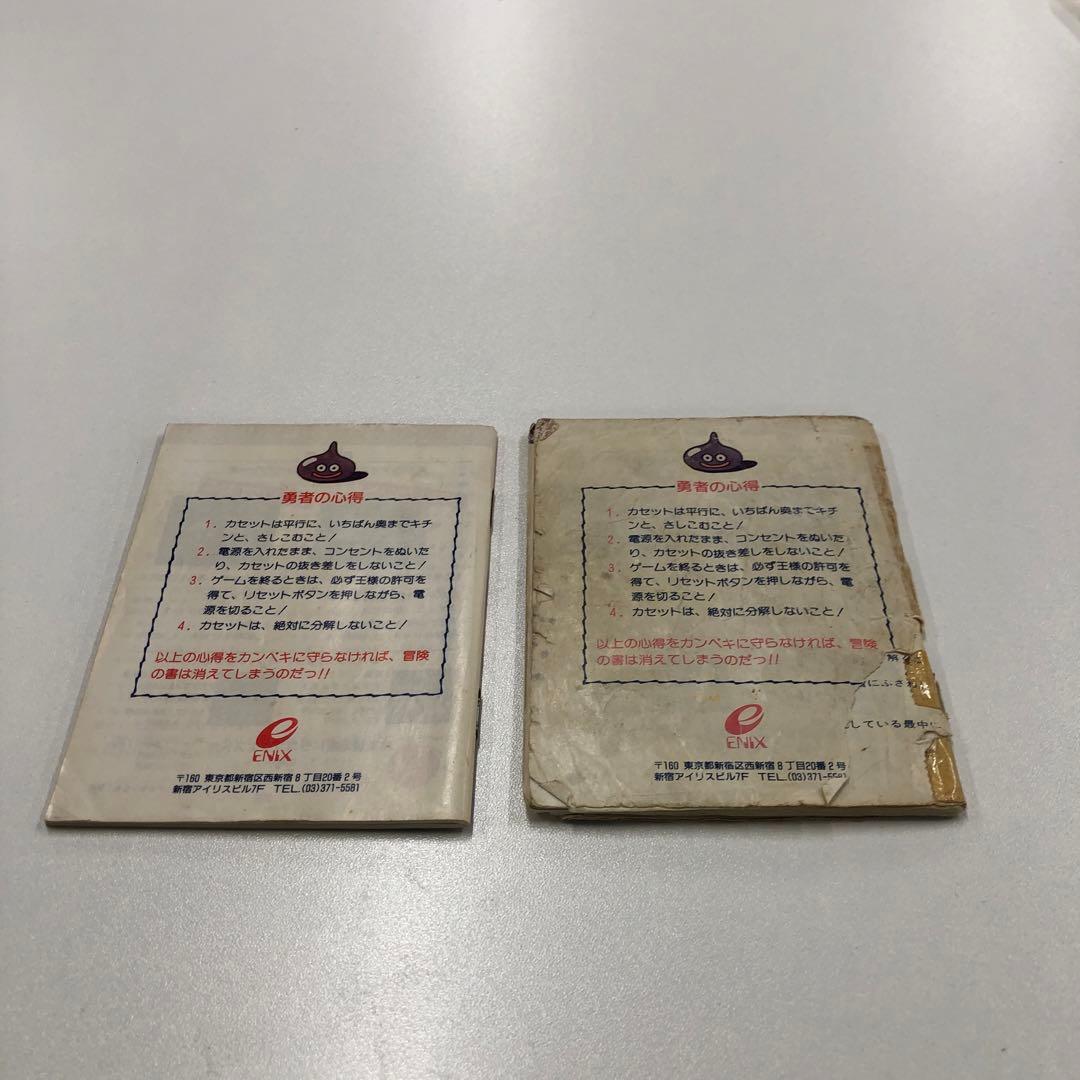 勇者の心得
1. カセットは平行に、いちばん奥までキチ
ンと、さしこむこと!
2. 電源を入れたまま、コンセントをぬいた
り、カセットの抜き差しをしないこと!
3. ゲームを終るときは、必ず王様の許可を
得て、リセットボタンを押しながら、電
源を切ること!
4. カセットは、絶対に分解しないこと!
以上の心得をカンペキに守らなければ、冒険
の書は消えてしまうのだっ!!
ENIX
〒160 東京都新宿区西新宿8丁目20番2号
新宿アイリスビル7F TEL.(03)371-5581
勇者の心得
1. カセットは平行に、いちばん奥までキチ
ンと、さしこむこと!
2. 電源を入れたまま、コンセントをぬいた
り、カセットの抜き差しをしないこと!
3. ゲームを終るときは、必ず王様の許可を
得て、リセットボタンを押しながら、電
源を切ること!
4. カセットは、絶対に分解しないこと!
以上の心得をカンペキに守らなければ、冒険
の書は消えてしまうのだっ!!
解
にふさわ
している最中に
ENIX
〒160 東京都新宿区西新宿8丁目20番2号
新宿アイリスビル7F TEL.(03)371-5581